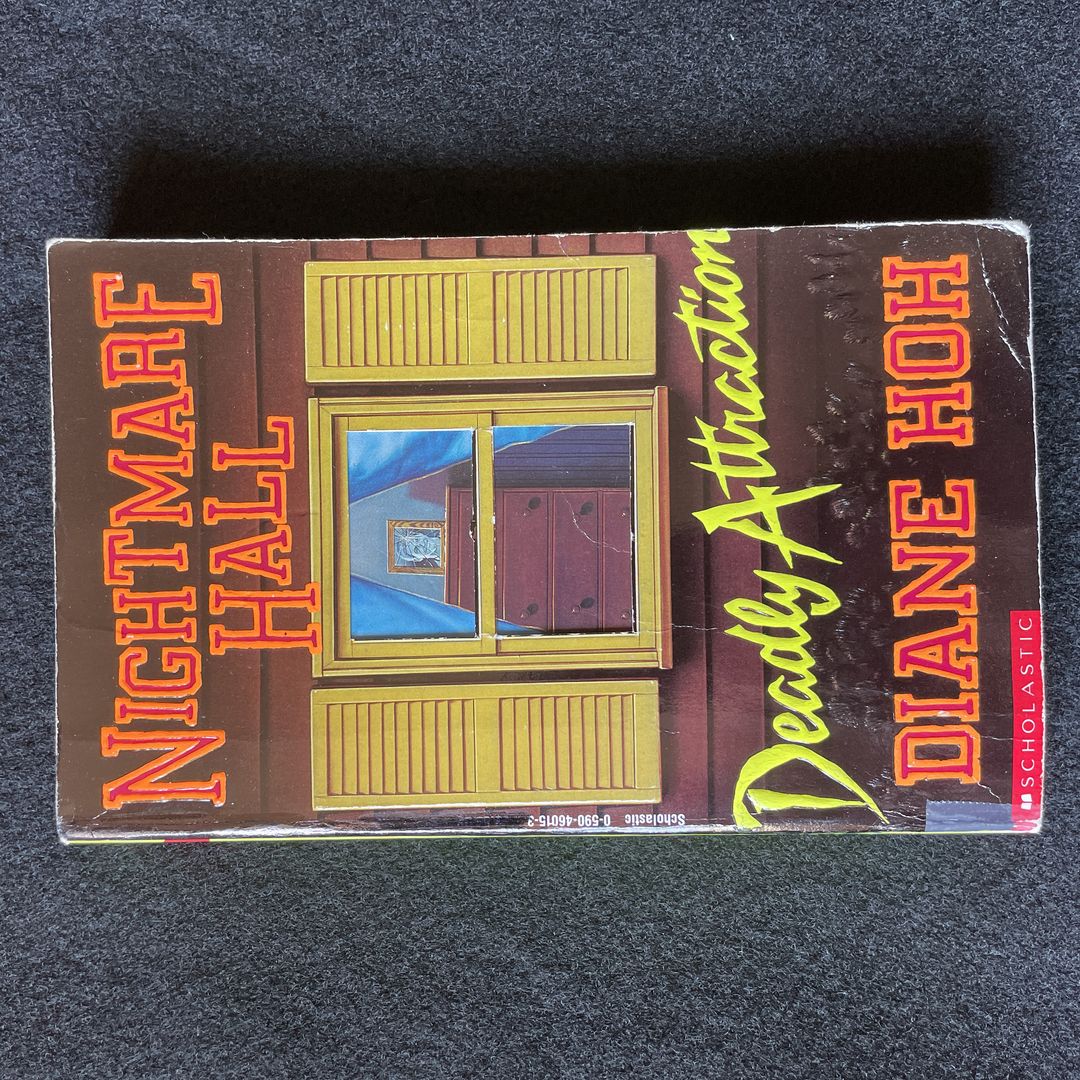 NIGHTMARE
HALL
Deadly Attraction
DIANE HOH
SCHOLASTIC
Scholastic 0-590-46015-3